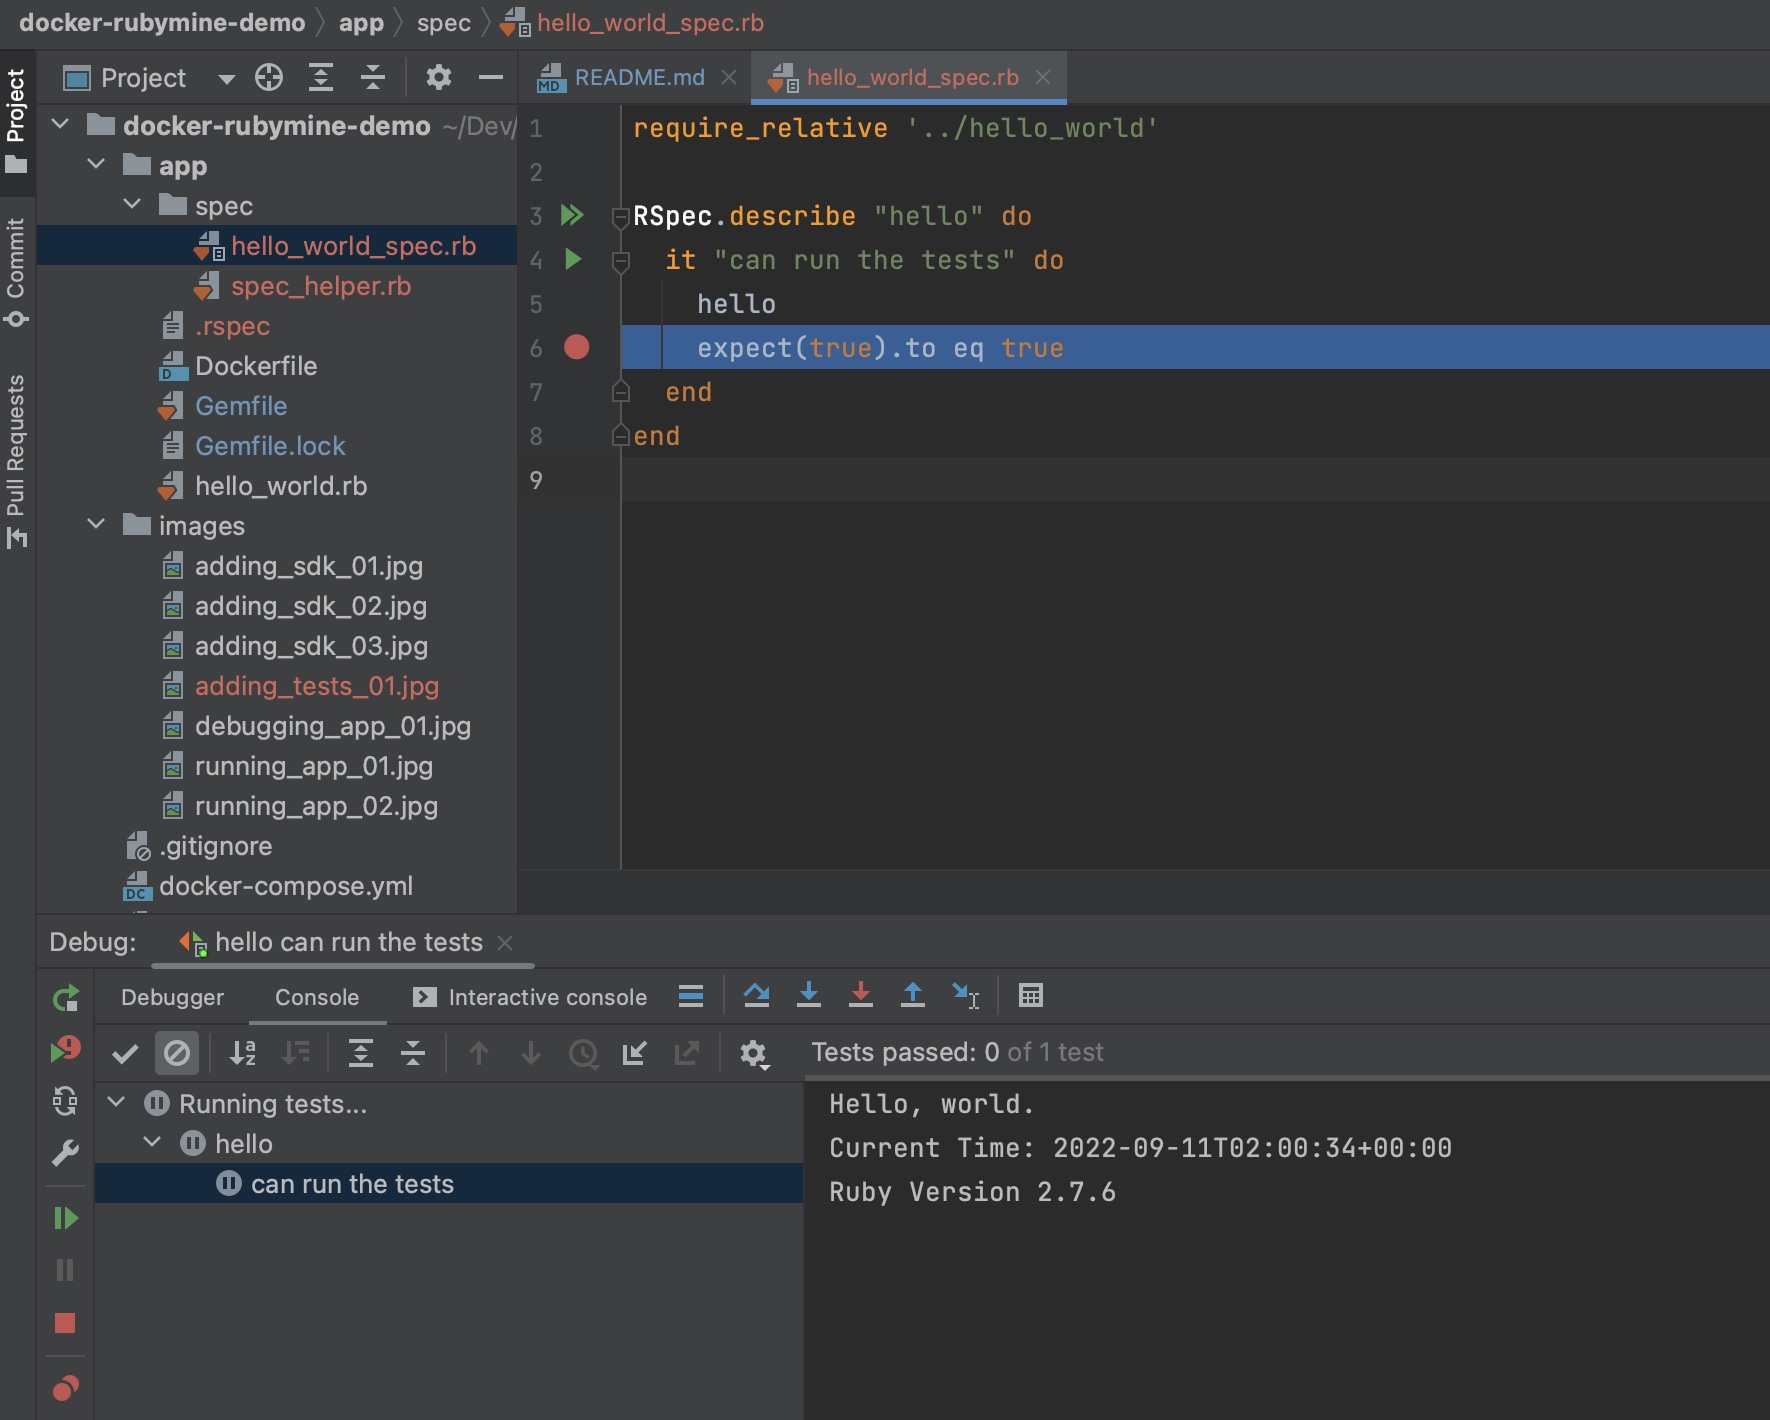 docker-rubymine-demo app spec hello_world_spec.rb
Project
Commit
Pull Requests
Project
docker-rubymine-demo ~/Dev/
app
spec
hello_world_spec.rb
spec_helper.rb
.rspec
Dockerfile
Gemfile
Gemfile.lock
hello_world.rb
images
adding_sdk_01.jpg
adding_sdk_02.jpg
adding_sdk_03.jpg
adding_tests_01.jpg
debugging_app_01.jpg
running_app_01.jpg
running_app_02.jpg
.gitignore
docker-compose.yml
README.md hello_world_spec.rb
1 require_relative '../hello_world'
2
3 RSpec.describe "hello" do
4 it "can run the tests" do
5 hello
6 expect(true).to eq true
7 end
8 end
9
Debug: hello can run the tests
Debugger Console Interactive console
Tests passed: 0 of 1 test
Running tests...
hello
can run the tests
Hello, world.
Current Time: 2022-09-11T02:00:34+00:00
Ruby Version 2.7.6